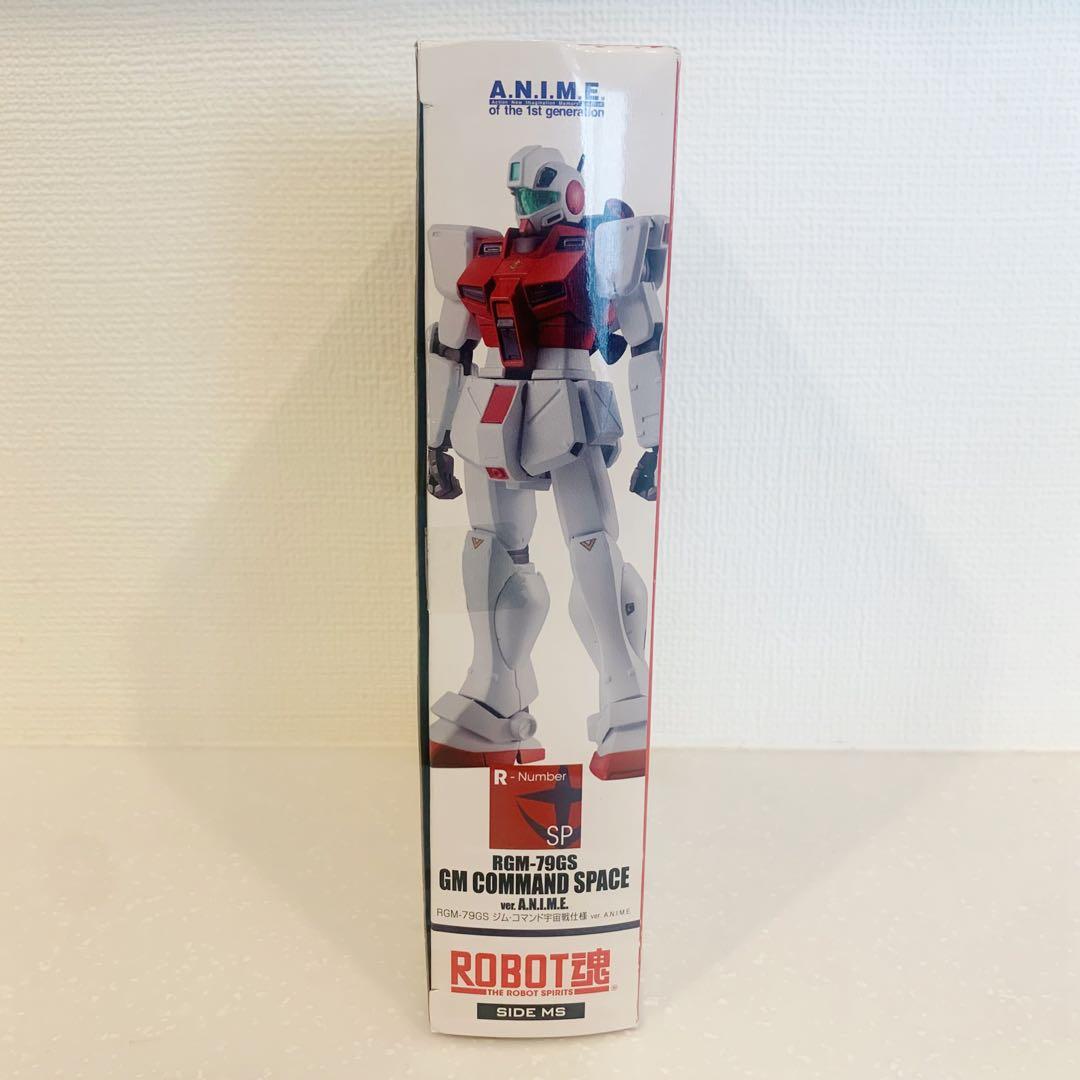 A.N.I.M.E.
of the 1st generation
R - Number
SP
RGM-79GS
GM COMMAND SPACE
ver. A.N.I.M.E.
RGM-79GS ジム・コマンド宇宙戦仕様 ver. A.N.I.M.E.
ROBOT魂
THE ROBOT SPIRITS
SIDE MS